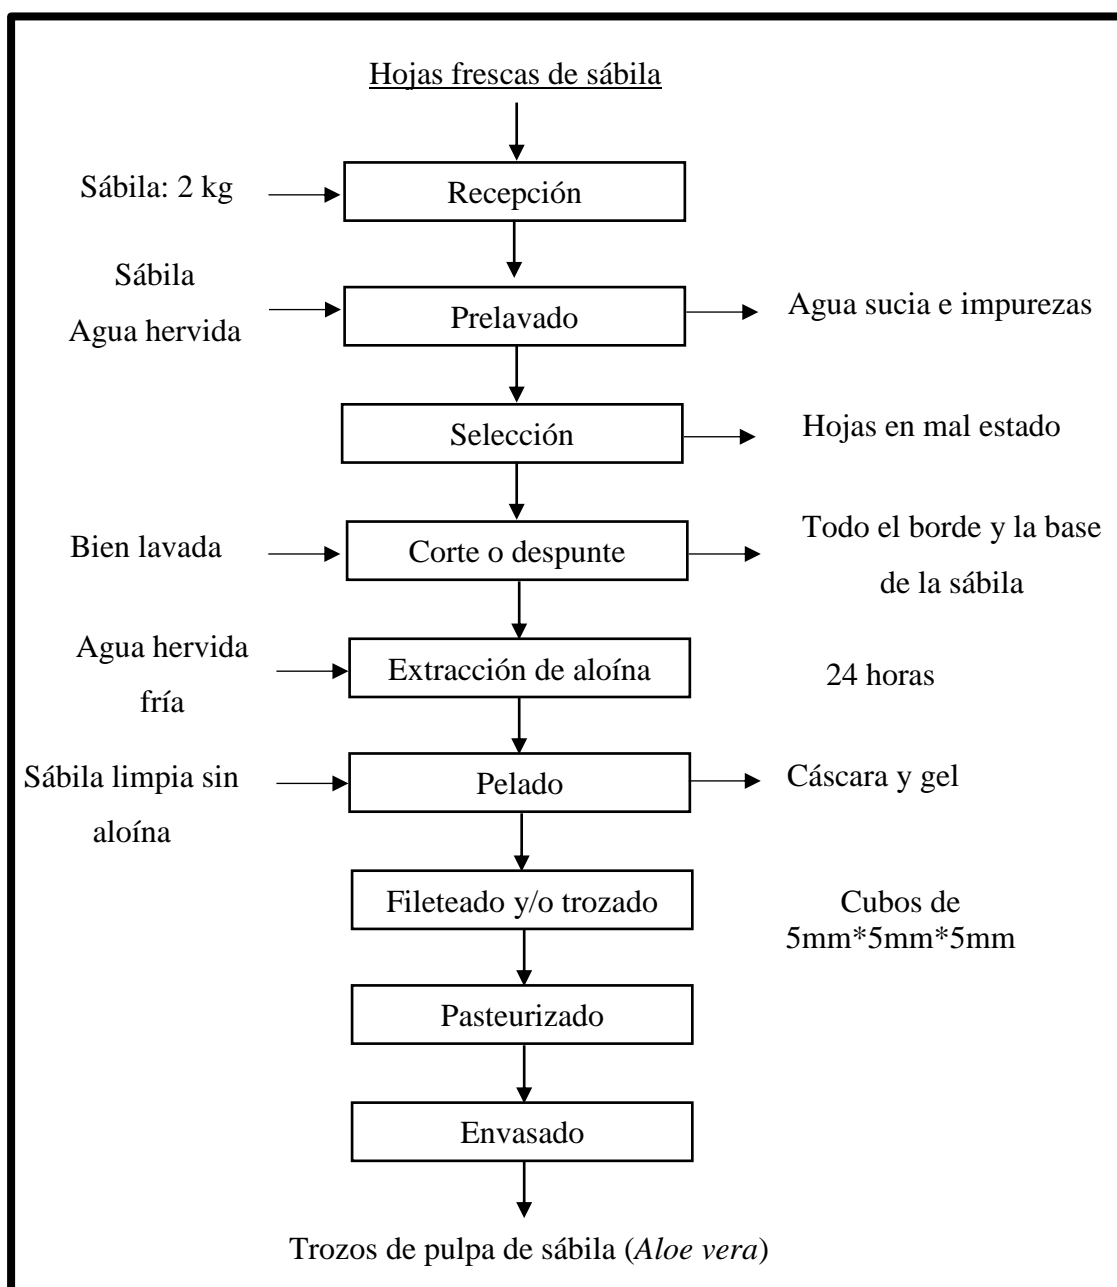 Hojas frescas de sábila
Sábila: 2 kg
Recepción
Sábila
Agua hervida
Prelavado
Agua sucia e impurezas
Selección
Hojas en mal estado
Bien lavada
Corte o despunte
Todo el borde y la base
de la sábila
Agua hervida
fría
Extracción de aloína
24 horas
Sábila limpia sin
aloína
Pelado
Cáscara y gel
Fileteado y/o trozado
Cubos de
5mm*5mm*5mm
Pasteurizado
Envasado
Trozos de pulpa de sábila (Aloe vera)